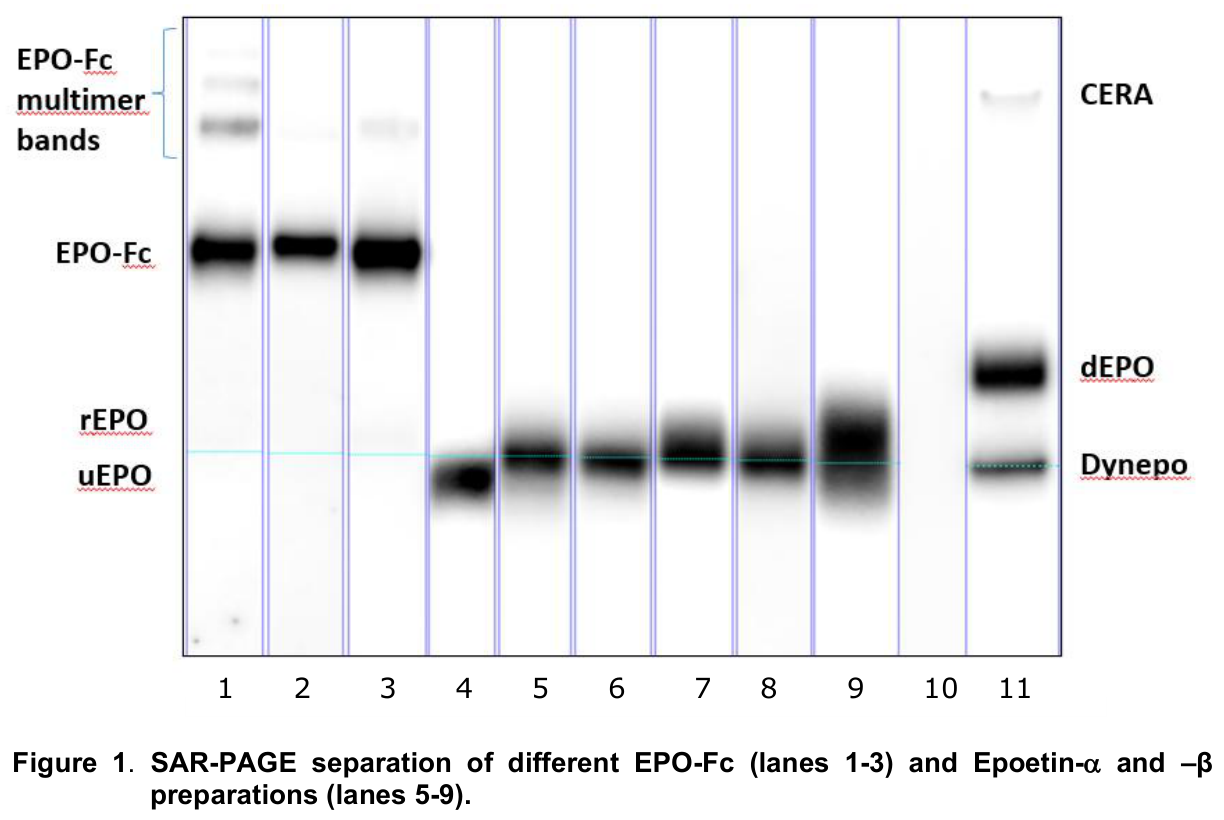 EPO-Fc
multimer
bands
CERA
EPO-Fc
dEPO
rEPO
uEPO
Dynepo
1 2 3 4 5 6 7 8 9 10 11
Figure 1. SAR-PAGE separation of different EPO-Fc (lanes 1-3) and Epoetin-α and –β
preparations (lanes 5-9).